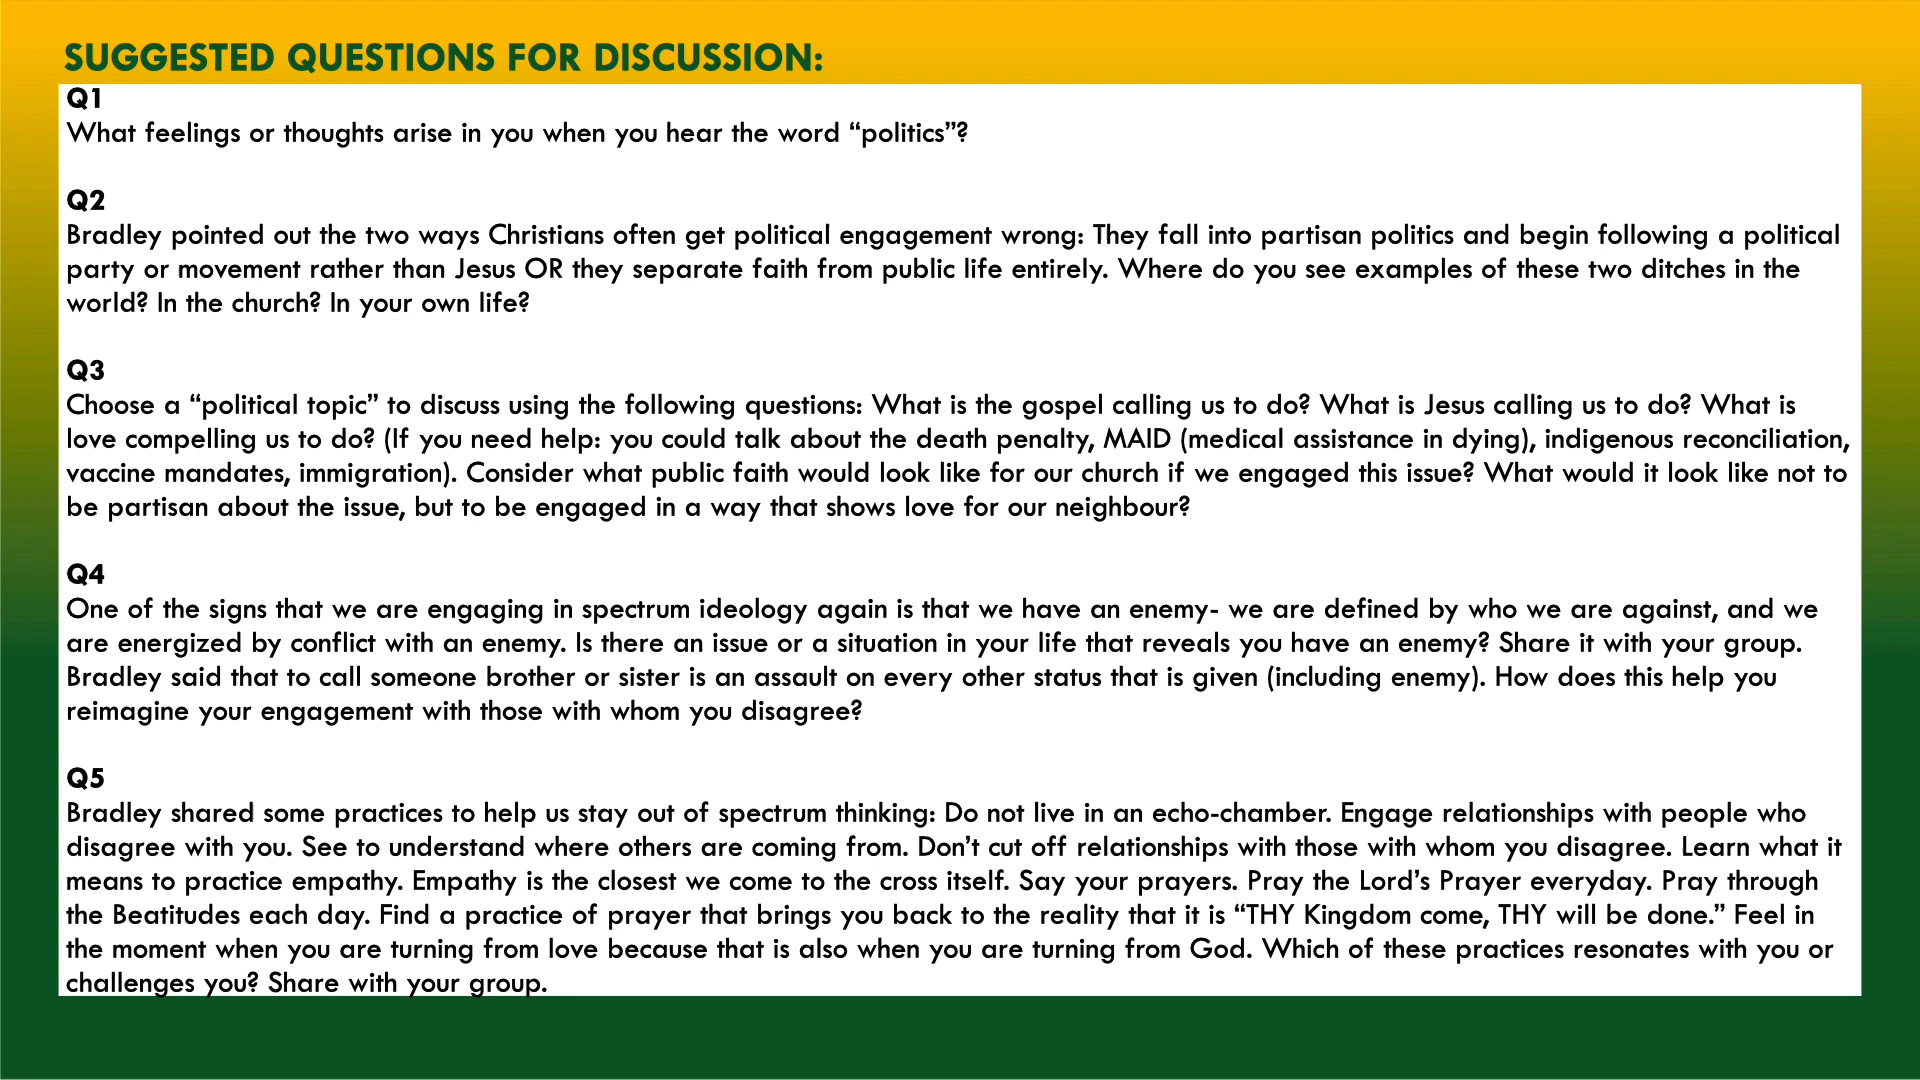 SUGGESTED QUESTIONS FOR DISCUSSION:
Q1
What feelings or thoughts arise in you when you hear the word “politics”?
Q2
Bradley pointed out the two ways Christians often get political engagement wrong: They fall into partisan politics and begin following a political
party or movement rather than Jesus OR they separate faith from public life entirely. Where do you see examples of these two ditches in the
world? In the church? In your own life?
Q3
Choose a “political topic” to discuss using the following questions: What is the gospel calling us to do? What is Jesus calling us to do? What is
love compelling us to do? (If you need help: you could talk about the death penalty, MAID (medical assistance in dying), indigenous reconciliation,
vaccine mandates, immigration). Consider what public faith would look like for our church if we engaged this issue? What would it look like not to
be partisan about the issue, but to be engaged in a way that shows love for our neighbour?
Q4
One of the signs that we are engaging in spectrum ideology again is that we have an enemy- we are defined by who we are against, and we
are energized by conflict with an enemy. Is there an issue or a situation in your life that reveals you have an enemy? Share it with your group.
Bradley said that to call someone brother or sister is an assault on every other status that is given (including enemy). How does this help you
reimagine your engagement with those with whom you disagree?
Q5
Bradley shared some practices to help us stay out of spectrum thinking: Do not live in an echo-chamber. Engage relationships with people who
disagree with you. See to understand where others are coming from. Don’t cut off relationships with those with whom you disagree. Learn what it
means to practice empathy. Empathy is the closest we come to the cross itself. Say your prayers. Pray the Lord’s Prayer everyday. Pray through
the Beatitudes each day. Find a practice of prayer that brings you back to the reality that it is “THY Kingdom come, THY will be done.” Feel in
the moment when you are turning from love because that is also when you are turning from God. Which of these practices resonates with you or
challenges you? Share with your group.